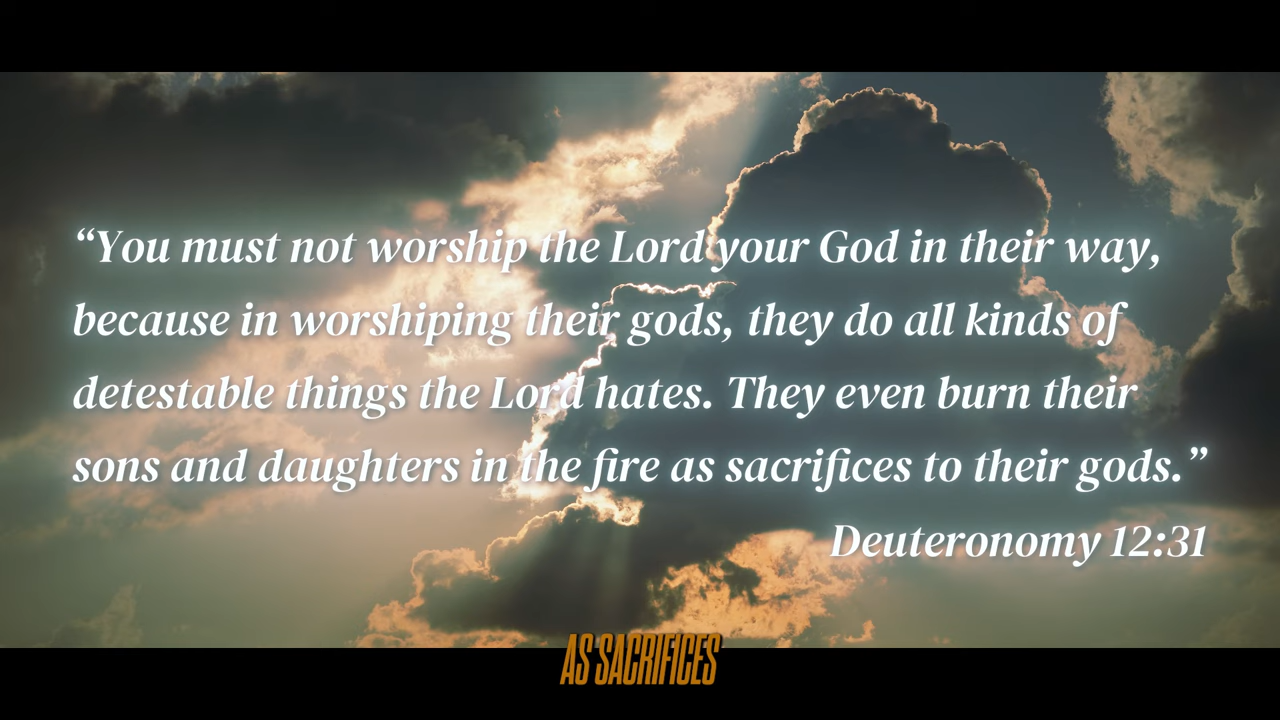 “You must not worship the Lord your God in their way,
because in worshiping their gods, they do all kinds of
detestable things the Lord hates. They even burn their
sons and daughters in the fire as sacrifices to their gods.”
Deuteronomy 12:31
AS SACRIFICES